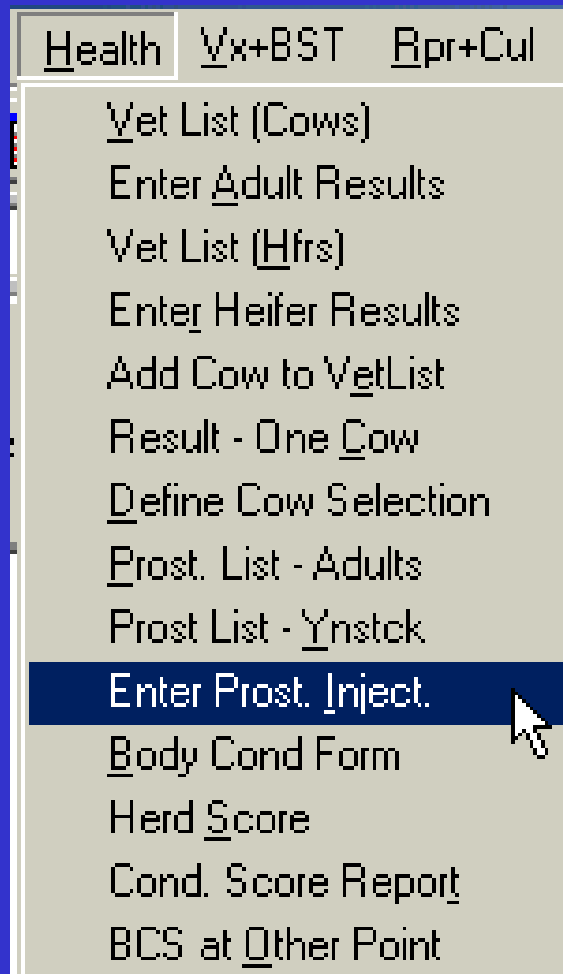 Health Vx+BST Rpr+Cul
Vet List (Cows)
Enter Adult Results
Vet List (Hfrs)
Enter Heifer Results
Add Cow to VetList
Result - One Cow
Define Cow Selection
Prost. List - Adults
Prost List - Ynstck
Enter Prost. Inject.
Body Cond Form
Herd Score
Cond. Score Report
BCS at Other Point